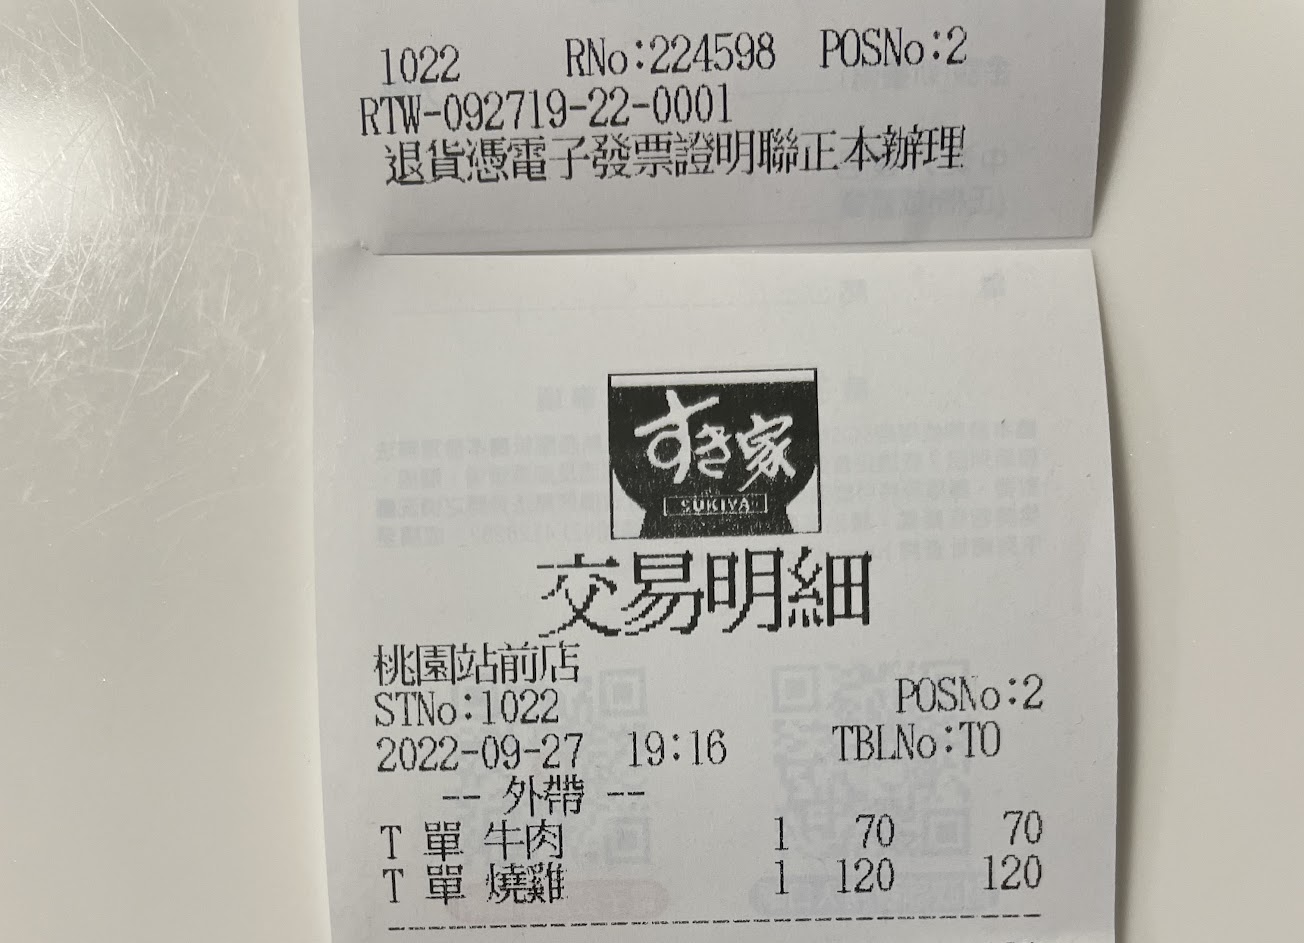 1022 RNo:224598 POSNo:2
RTW-092719-22-0001
退貨憑電子發票證明聯正本辦理
すき家
SUKIYA
交易明細
桃園站前店
STNo:1022 POSNo:2
2022-09-27 19:16 TBLNo:TO
-- 外帶 --
T 單 牛肉 1 70 70
T 單 燒雞 1 120 120